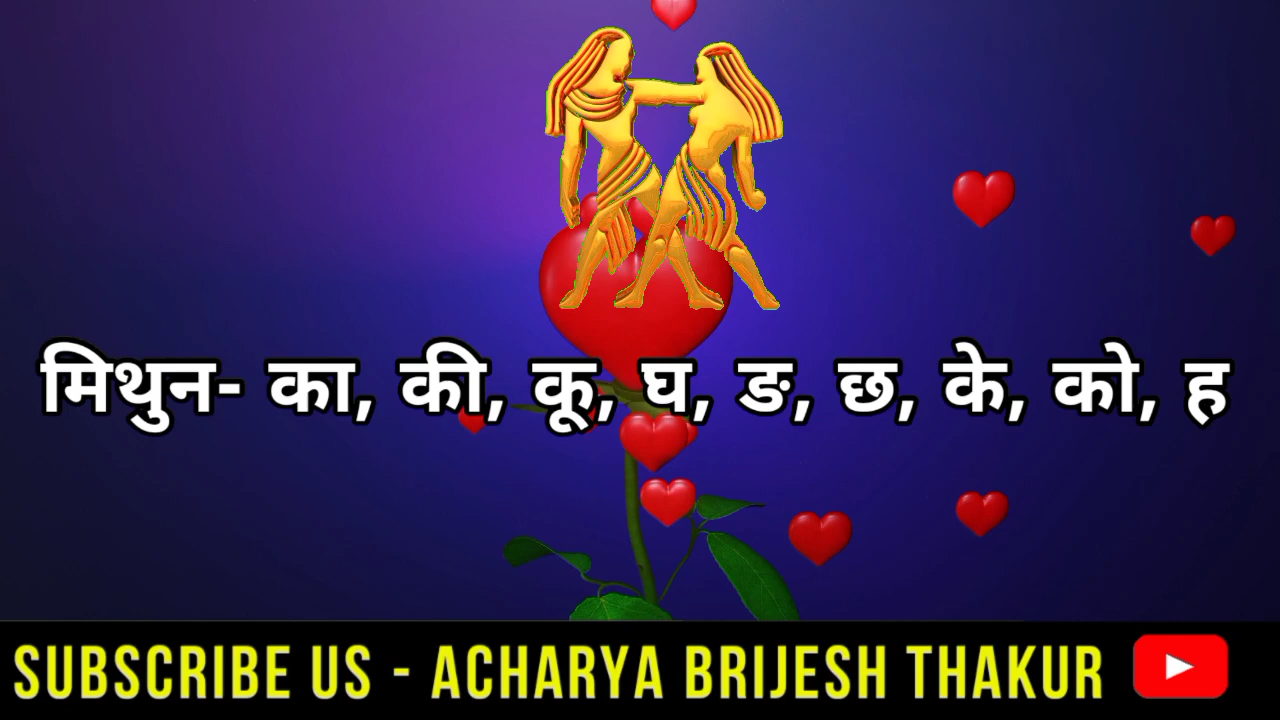 मिथुन- का, की, कू, घ, ङ, छ, के, को, ह
SUBSCRIBE US - ACHARYA BRIJESH THAKUR